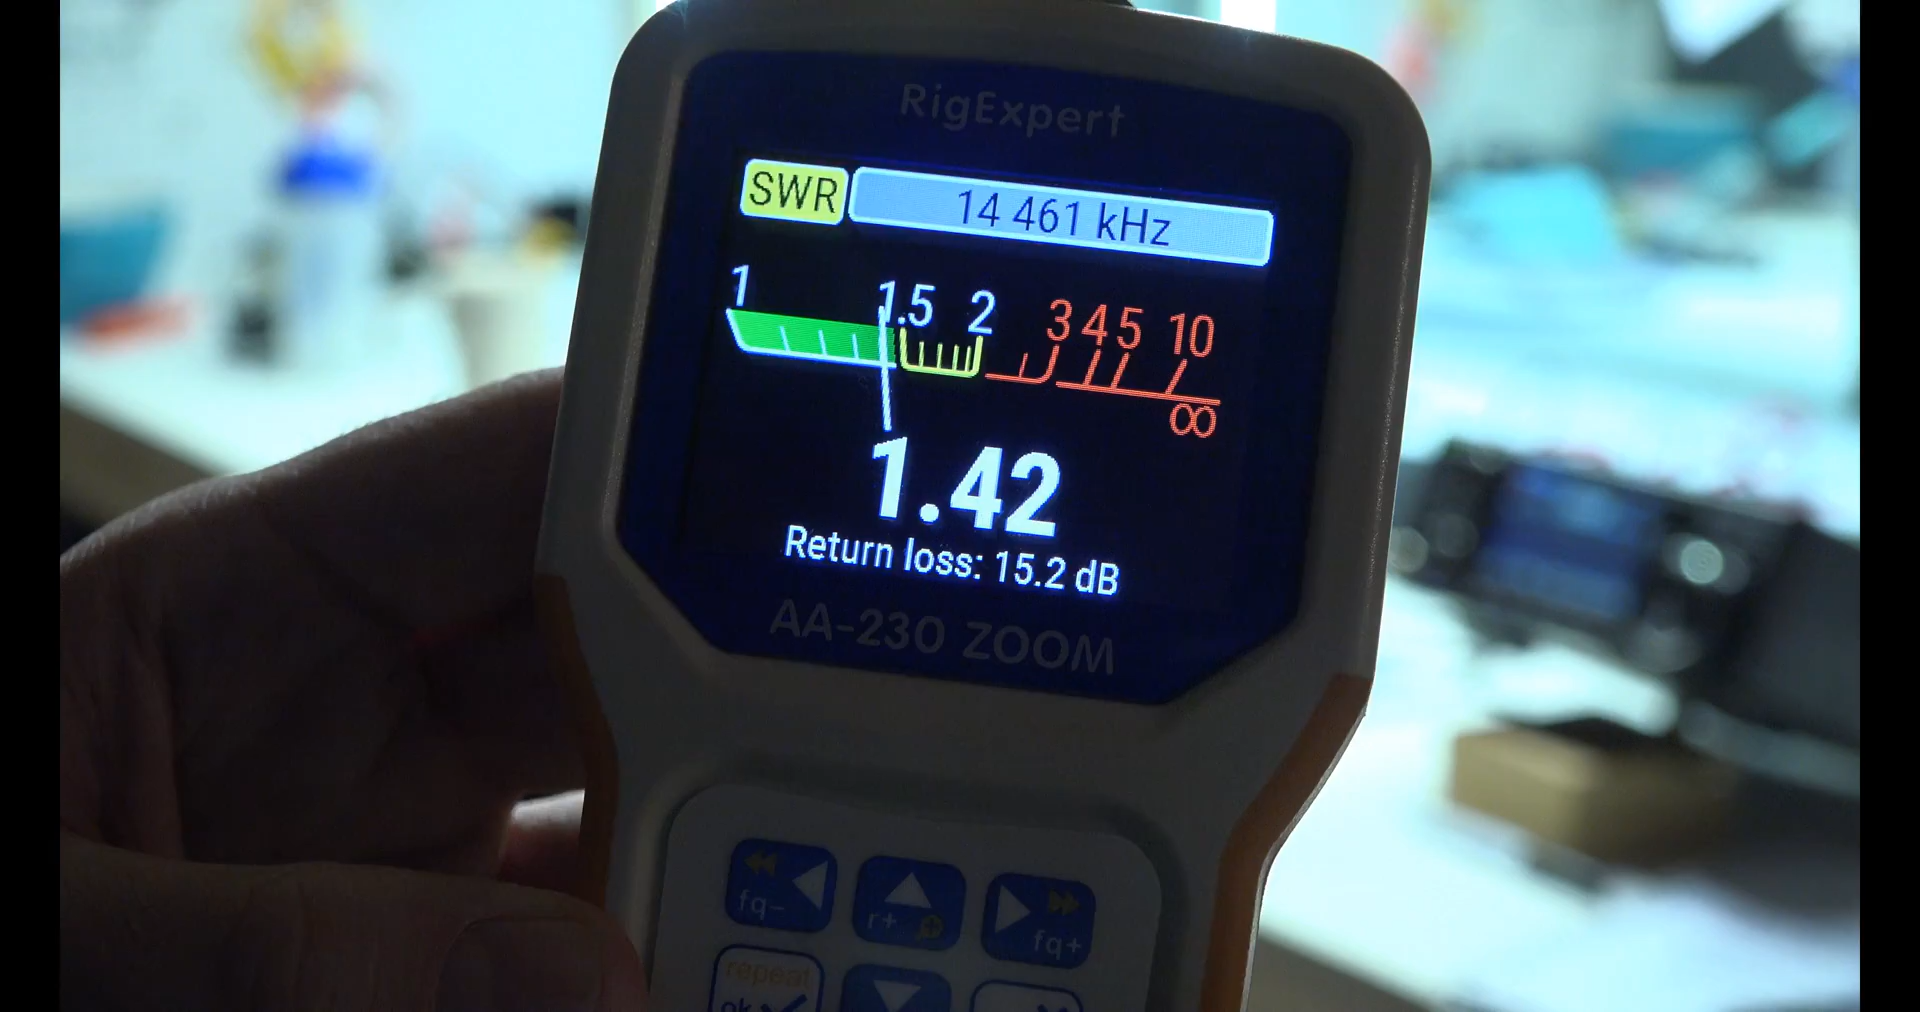 RigExpert
SWR 14 461 kHz
1 1.5 2 3 4 5 10
∞
1.42
Return loss: 15.2 dB
AA-230 ZOOM
fq- r+ fq+
repeat
ok